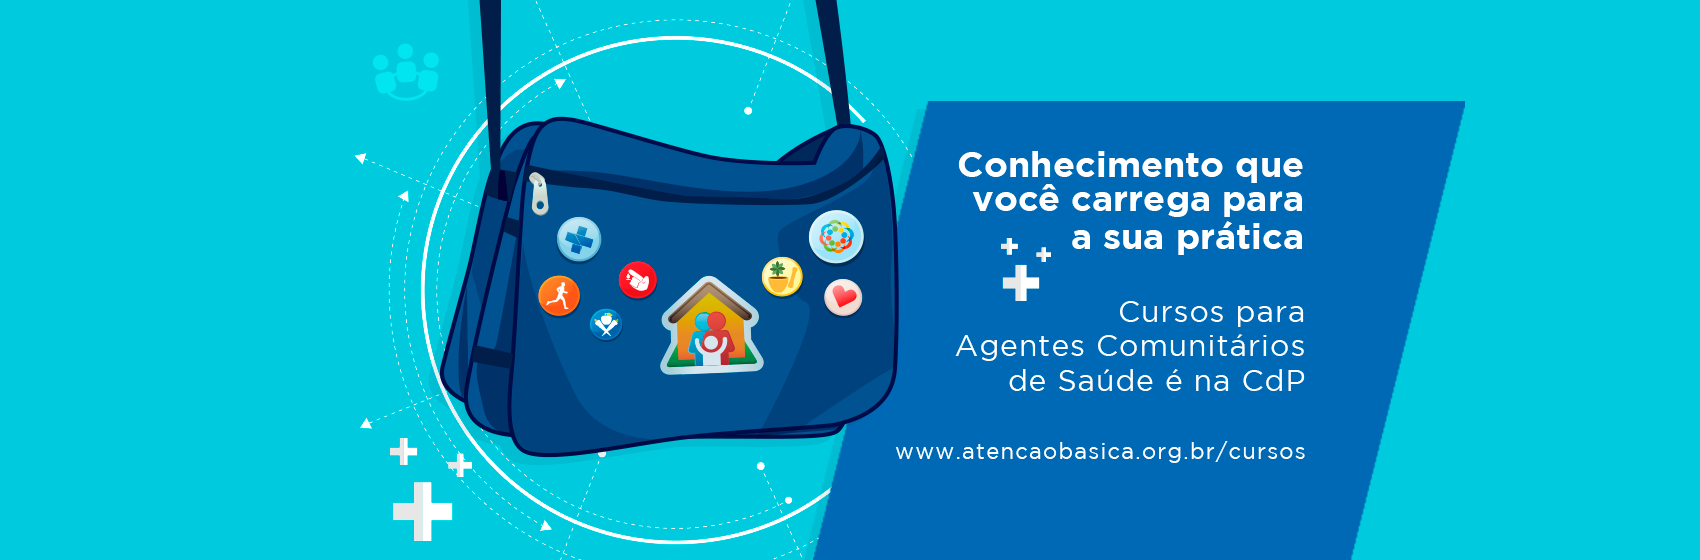 Conhecimento que
você carrega para
a sua prática
Cursos para
Agentes Comunitários
de Saúde é na CdP
www.atencaobasica.org.br/cursos